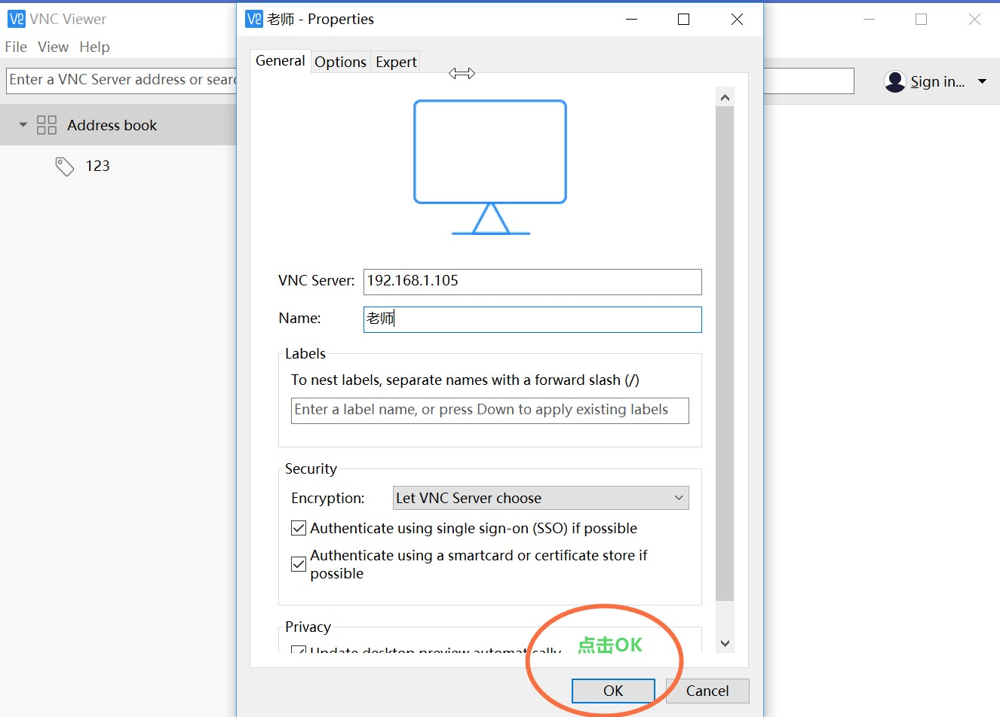 VNC Viewer
老师 - Properties
File View Help
General Options Expert
Enter a VNC Server address or searc
Sign in...
Address book
123
VNC Server: 192.168.1.105
Name: 老师
Labels
To nest labels, separate names with a forward slash (/)
Enter a label name, or press Down to apply existing labels
Security
Encryption: Let VNC Server choose
Authenticate using single sign-on (SSO) if possible
Authenticate using a smartcard or certificate store if
possible
Privacy
Update desktop preview automatically
点击OK
OK Cancel